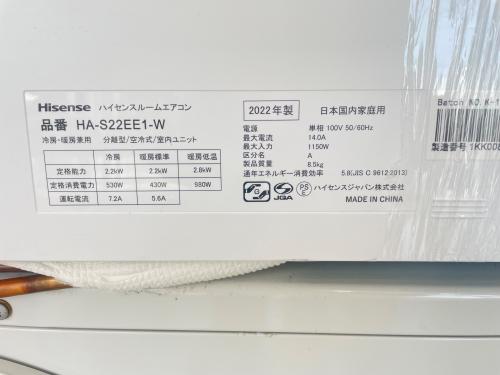 Hisense ハイセンスルームエアコン
品番 HA-S22EE1-W
冷房・暖房兼用 分離型/空冷式/室内ユニット
冷房 暖房標準 暖房低温
定格能力 2.2kW 2.2kW 2.8kW
定格消費電力 530W 430W 980W
運転電流 7.2A 5.6A
2022年製 日本国内家庭用
電源 単相 100V 50/60Hz
最大電流 14.0A
最大入力 1150W
区分名 A
製品質量 8.5kg
通年エネルギー消費効率 5.8(JIS C 9612:2013)
JQA
PS
E
ハイセンスジャパン株式会社
MADE IN CHINA
Baton NO.K-1
製造番号 1KK008